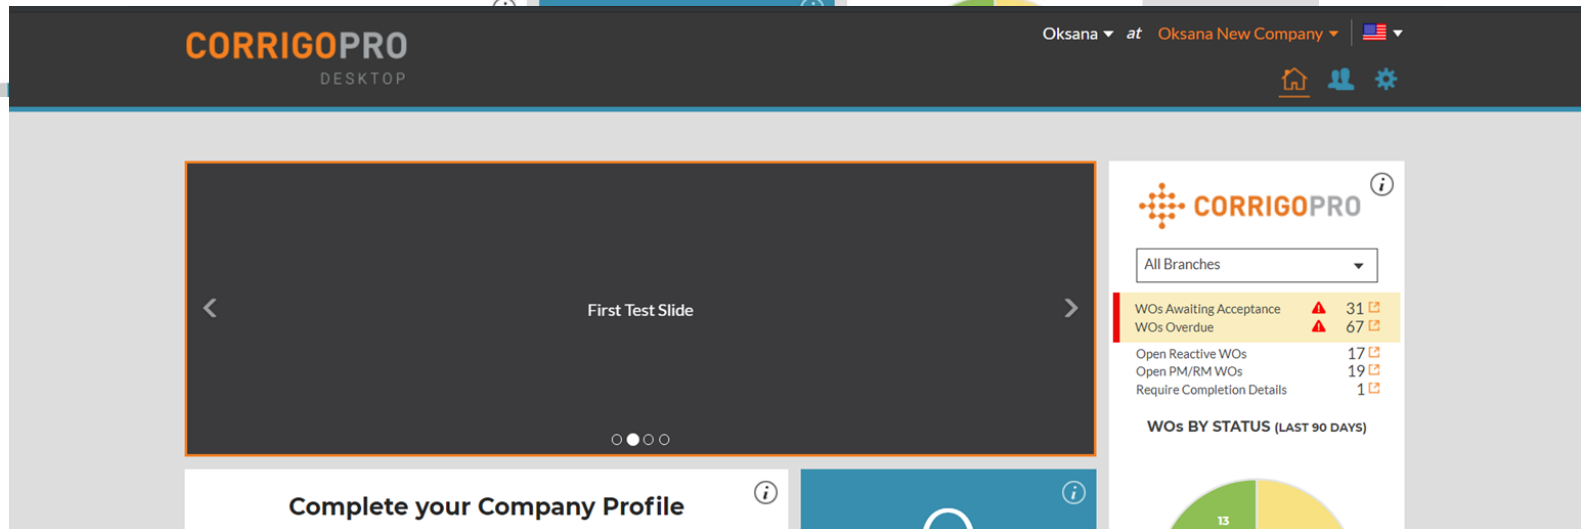 CORRIGOPRO
DESKTOP
Oksana at Oksana New Company
First Test Slide
CORRIGOPRO
All Branches
WOs Awaiting Acceptance 31
WOs Overdue 67
Open Reactive WOs 17
Open PM/RM WOs 19
Require Completion Details 1
WOs BY STATUS (LAST 90 DAYS)
Complete your Company Profile
13